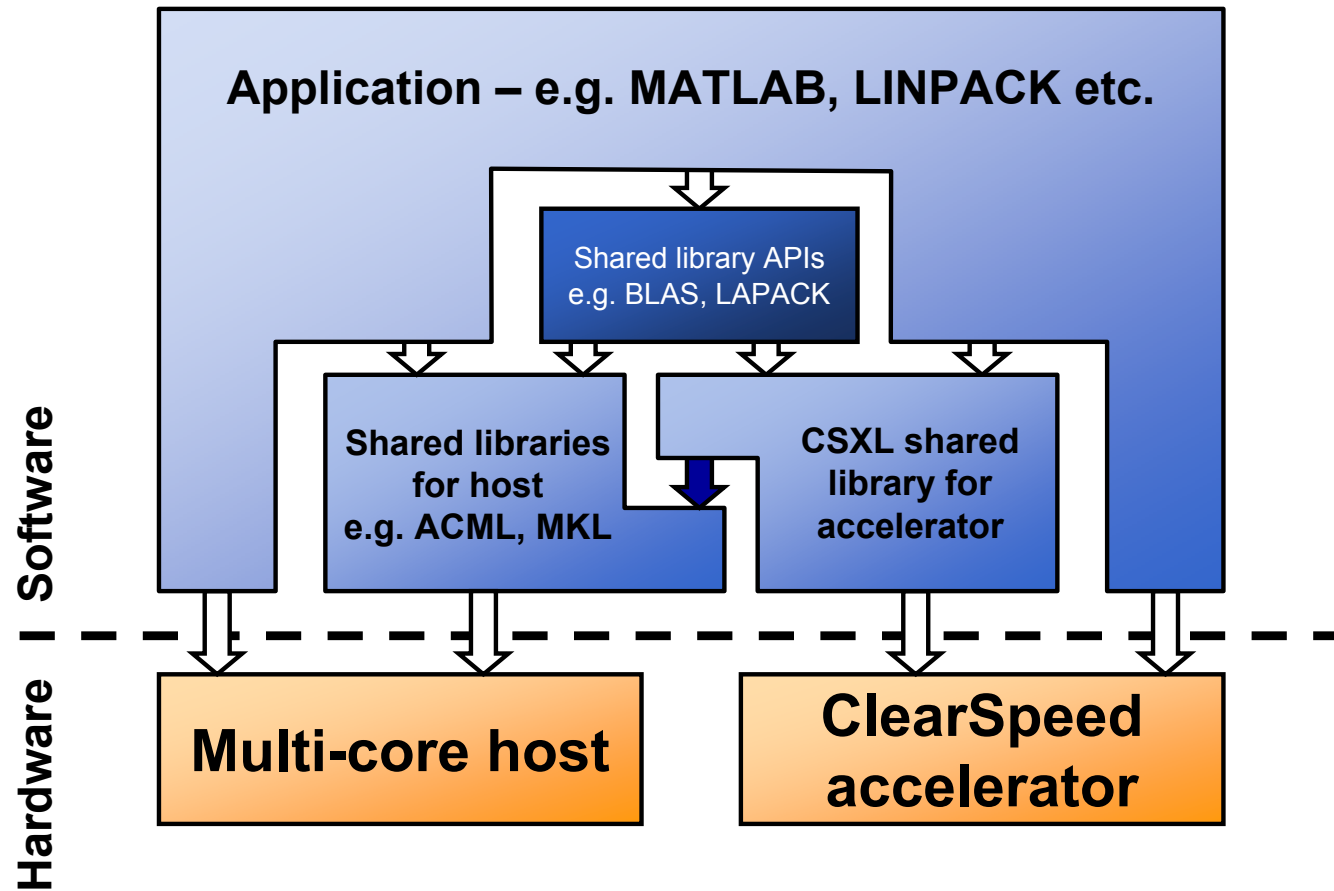 Application – e.g. MATLAB, LINPACK etc.
Shared library APIs
e.g. BLAS, LAPACK
Shared libraries
for host
e.g. ACML, MKL
CSXL shared
library for
accelerator
Software
Hardware
Multi-core host
ClearSpeed
accelerator